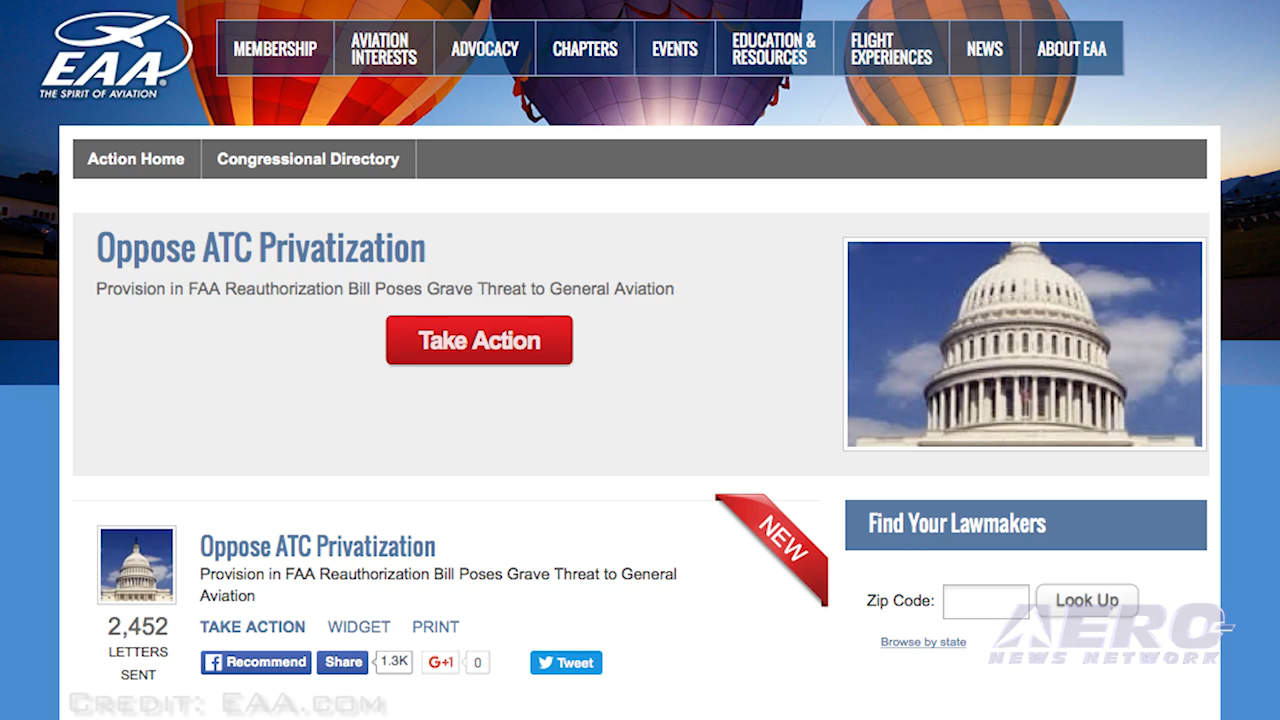 EAA
THE SPIRIT OF AVIATION
MEMBERSHIP
AVIATION
INTERESTS
ADVOCACY
CHAPTERS
EVENTS
EDUCATION &
RESOURCES
FLIGHT
EXPERIENCES
NEWS
ABOUT EAA
Action Home
Congressional Directory
Oppose ATC Privatization
Provision in FAA Reauthorization Bill Poses Grave Threat to General Aviation
Take Action
NEW
Oppose ATC Privatization
Provision in FAA Reauthorization Bill Poses Grave Threat to General
Aviation
2,452
LETTERS
SENT
TAKE ACTION WIDGET PRINT
Recommend Share 1.3K G+1 0 Tweet
Find Your Lawmakers
Zip Code: Look Up
Browse by state
AERO
NEWS NETWORK
Credit: EAA.com